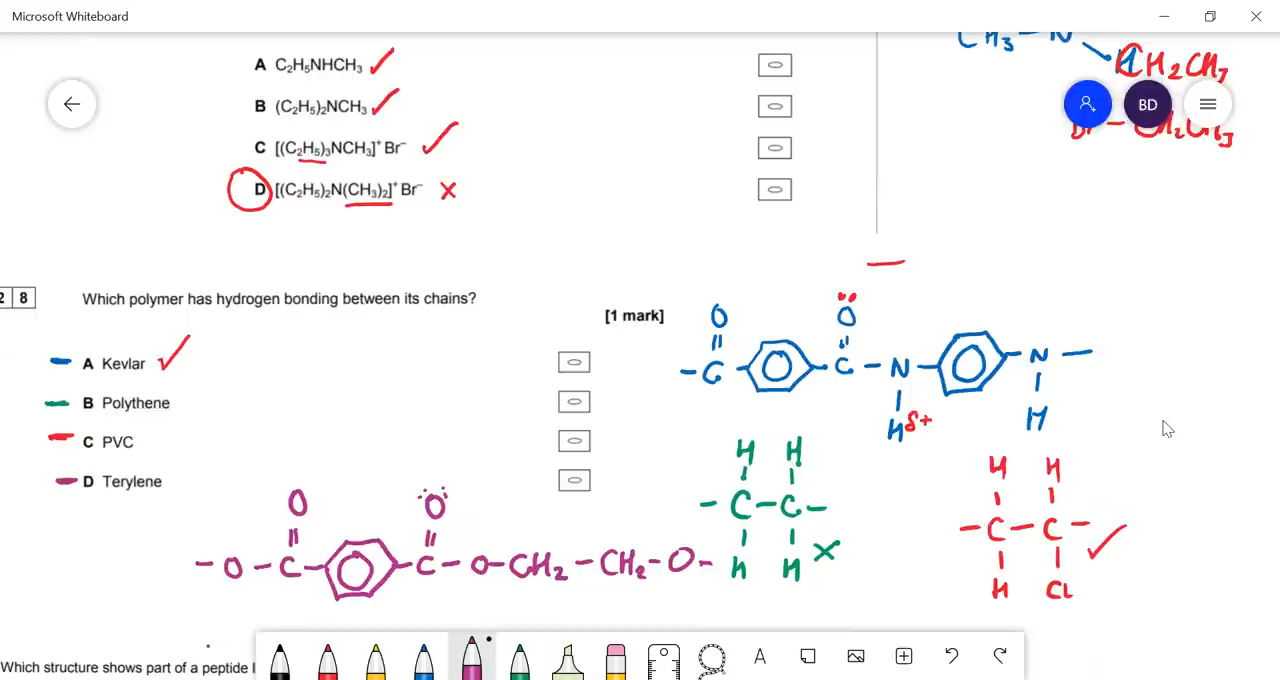 Microsoft Whiteboard
A C₂H₅NHCH₃ ✓
B (C₂H₅)₂NCH₃ ✓
C [(C₂H₅)₃NCH₃]⁺ Br⁻ ✓
D [(C₂H₅)₂N(CH₃)₂]⁺ Br⁻ X
CH₃ – N
CH₂CH₃
BD
Br – CH₂CH₃
2 8
Which polymer has hydrogen bonding between its chains?
[1 mark]
A Kevlar ✓
B Polythene
C PVC
D Terylene
O O
- C C - N - N -
H δ+ H
H H
- C - C -
H H X
H H
- C - C - ✓
H Cl
O O
- O - C C - O - CH₂ - CH₂ - O -
Which structure shows part of a peptide
A